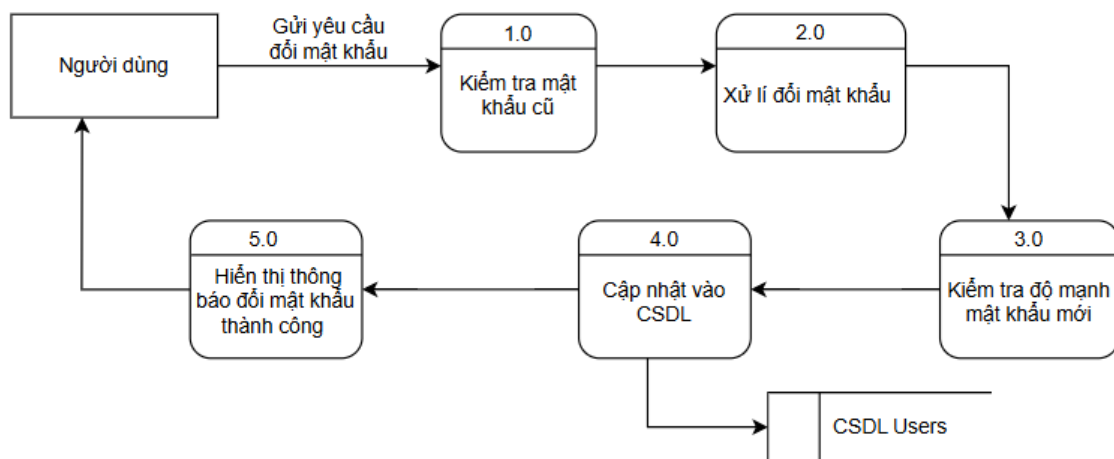 Người dùng
Gửi yêu cầu
đổi mật khẩu
1.0
Kiểm tra mật
khẩu cũ
2.0
Xử lí đổi mật khẩu
3.0
Kiểm tra độ mạnh
mật khẩu mới
4.0
Cập nhật vào
CSDL
5.0
Hiển thị thông
báo đổi mật khẩu
thành công
CSDL Users